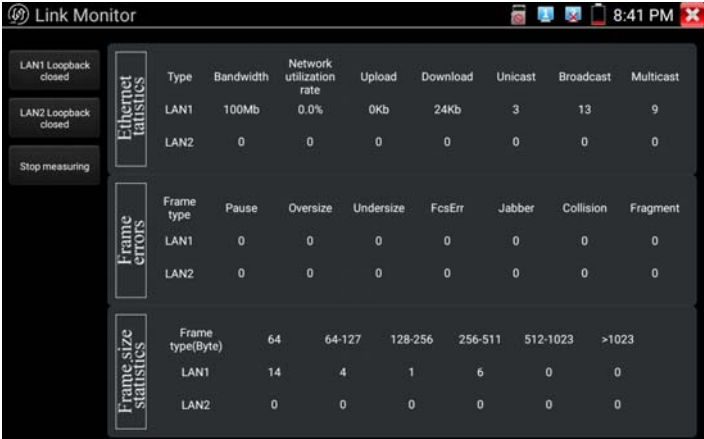 Link Monitor 8:41 PM
LAN1 Loopback
closed
LAN2 Loopback
closed
Stop measuring
Ethernet
tatistics
Type Bandwidth Network utilization rate Upload Download Unicast Broadcast Multicast
LAN1 100Mb 0.0% 0Kb 24Kb 3 13 9
LAN2 0 0 0 0 0 0 0
Frame
errors
Frame type Pause Oversize Undersize FcsErr Jabber Collision Fragment
LAN1 0 0 0 0 0 0 0
LAN2 0 0 0 0 0 0 0
Frame size
statistics
Frame type(Byte) 64 64-127 128-256 256-511 512-1023 >1023
LAN1 14 4 1 6 0 0
LAN2 0 0 0 0 0 0